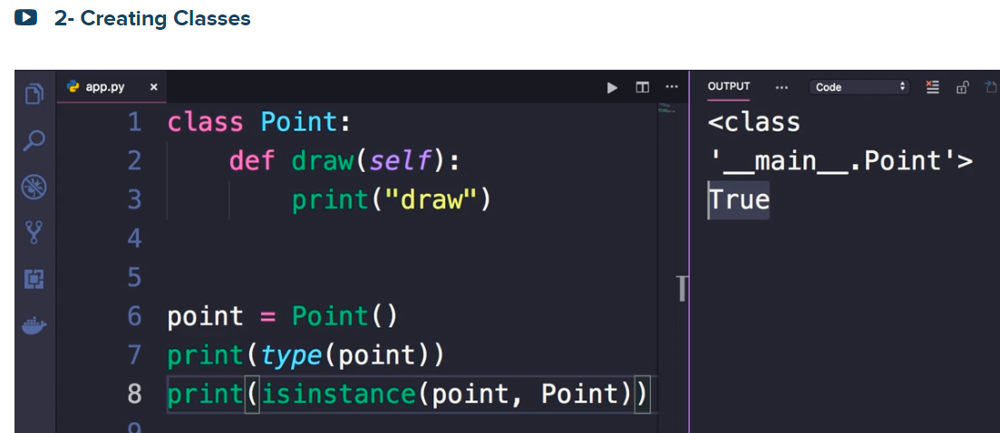 2- Creating Classes
app.py ×
OUTPUT ... Code
1 class Point:
2     def draw(self):
3         print("draw")
4
5
6 point = Point()
7 print(type(point))
8 print(isinstance(point, Point))
9
<class
'__main__.Point'>
True